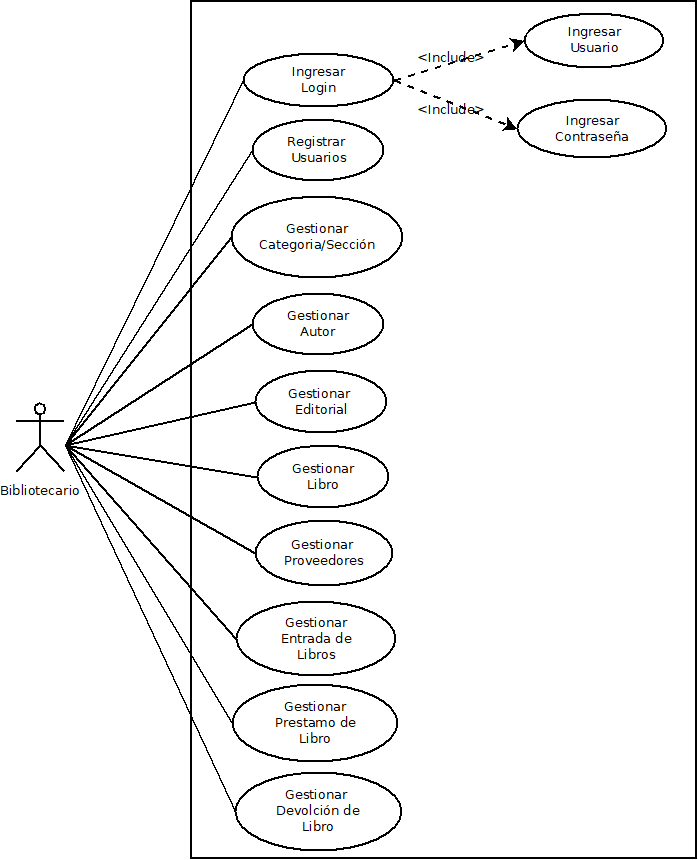 Ingresar
Usuario
<Include>
Ingresar
Login
<Include>
Ingresar
Contraseña
Registrar
Usuarios
Gestionar
Categoria/Sección
Gestionar
Autor
Gestionar
Editorial
Gestionar
Libro
Bibliotecario
Gestionar
Proveedores
Gestionar
Entrada de
Libros
Gestionar
Prestamo de
Libro
Gestionar
Devolción de
Libro